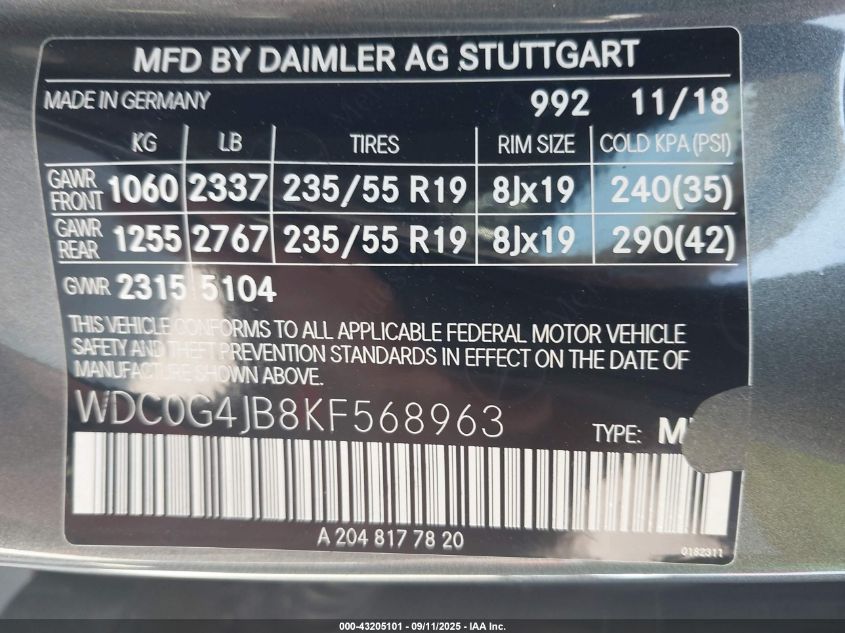 MFD BY DAIMLER AG STUTTGART
MADE IN GERMANY 992 11/18
KG LB TIRES RIM SIZE COLD KPA (PSI)
GAWR FRONT 1060 2337 235/55 R19 8Jx19 240(35)
GAWR REAR 1255 2767 235/55 R19 8Jx19 290(42)
GVWR 2315 5104
THIS VEHICLE CONFORMS TO ALL APPLICABLE FEDERAL MOTOR VEHICLE
SAFETY AND THEFT PREVENTION STANDARDS IN EFFECT ON THE DATE OF
MANUFACTURE SHOWN ABOVE.
WDC0G4JB8KF568963
TYPE:
A 204 817 78 20
0182311
000-43205101 - 09/11/2025 - IAA Inc.